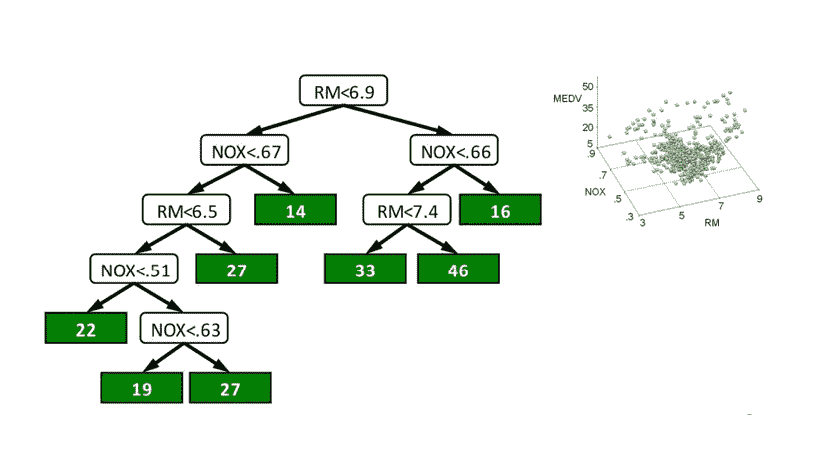 RM<6.9
NOX<.67
NOX<.66
RM<6.5
14
RM<7.4
16
NOX<.51
27
33
46
22
NOX<.63
19
27
MEDV
50
35
20
5
.9
.7
NOX
.5
.3
3
5
RM
7
9